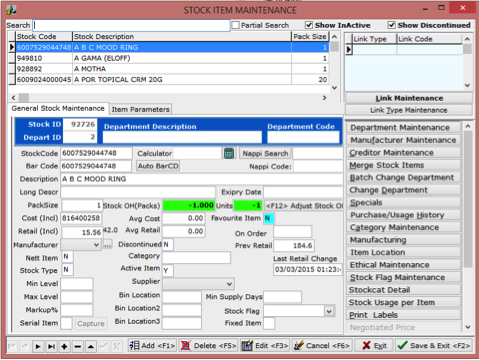 STOCK ITEM MAINTENANCE
Search Partial Search Show InActive Show Discontinued
Stock Code Stock Description Pack Size
6007529044748 A B C MOOD RING 1
949810 A GAMA (ELOFF) 1
928892 A MOTHA 1
6009024000045 A POR TOPICAL CRM 20G 20
Link Type Link Code
Link Maintenance
Link Type Maintenance
General Stock Maintenance Item Parameters
Stock ID 92726 Department Description Department Code
Depart ID 2
StockCode 6007529044748 Calculator Nappi Search
Bar Code 6007529044748 Auto BarCD Nappi Code:
Description A B C MOOD RING
Long Descr Exipry Date
PackSize 1 Stock OH(Packs) -1.000 Units -1 <F12> Adjust Stock O
Cost (Incl) 816400258 Avg Cost 0.00 Favourite Item N
Retail (Incl) 15.56 42.0 Avg Retail 0.00 On Order
Manufacturer ... Discontinued N Prev Retail 184.6
Nett Item N Category Last Retail Change
Stock Type N Active Item Y 03/03/2015 01:23:
Min Level Supplier
Max Level Bin Location Min Supply Days
Markup% Bin Location2 Stock Flag
Serial Item Capture Bin Location3 Fixed Item
Department Maintenance
Manufacturer Maintenance
Creditor Maintenance
Merge Stock Items
Batch Change Department
Change Department
Specials
Purchase/Usage History
Category Maintenance
Manufacturing
Item Location
Ethical Maintenance
Stock Flag Maintenance
Stockcat Detail
Stock Usage per Item
Print Labels
Negotiated Price
Add <F1> Delete <F5> Edit <F3> Cancel <F6> Exit Save & Exit <F2>